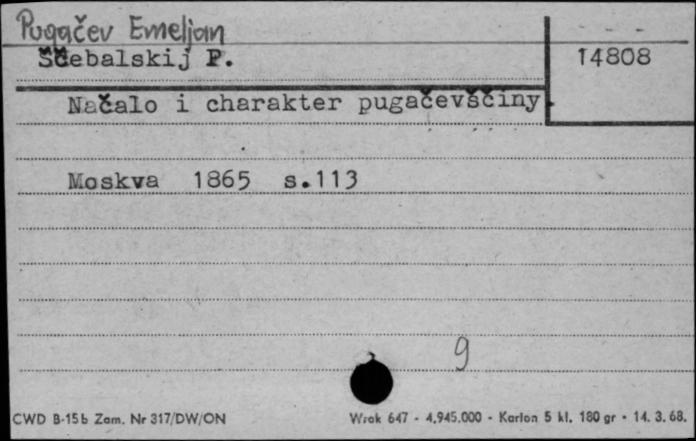 Pugačev Emeljan
Ščebalskij P.
14808
Načalo i charakter pugačevščiny.
Moskva 1865 s.113
9
CWD B-15b Zam. Nr 317/DW/ON
Wrok 647 - 4.945.000 - Karton 5 kl. 180 gr - 14. 3. 68.